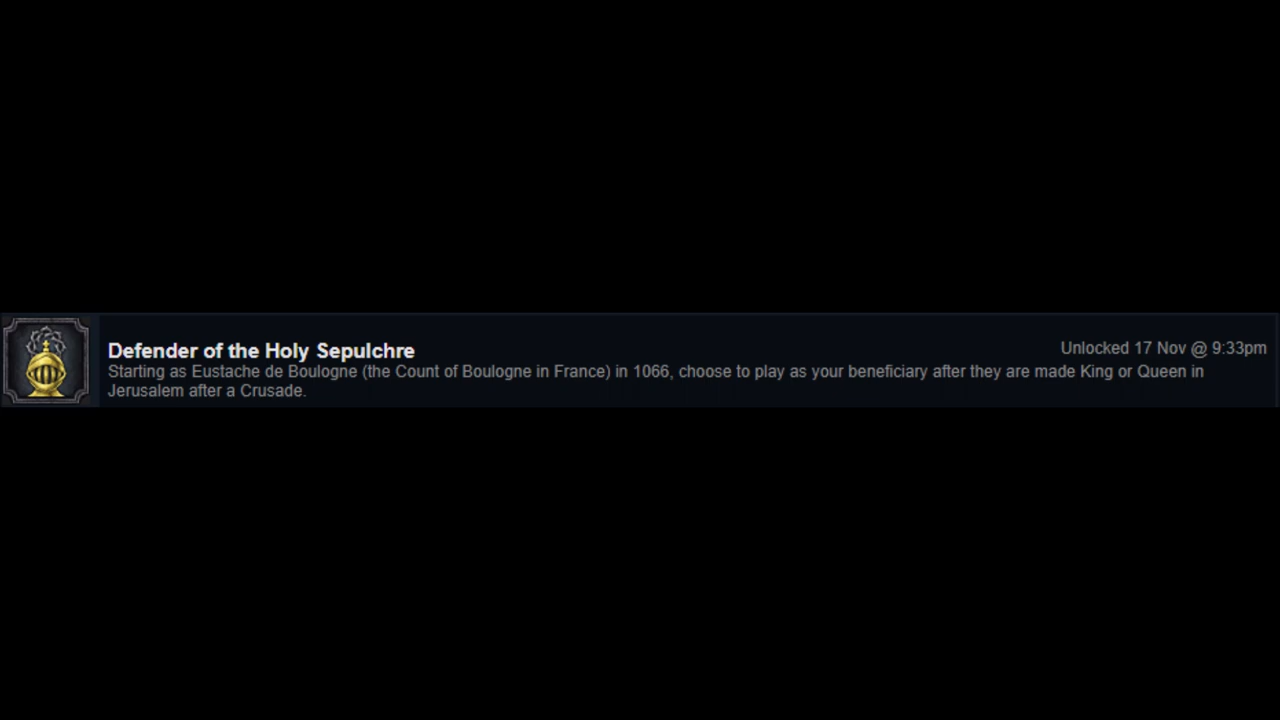 Defender of the Holy Sepulchre
Unlocked 17 Nov @ 9:33pm
Starting as Eustache de Boulogne (the Count of Boulogne in France) in 1066, choose to play as your beneficiary after they are made King or Queen in
Jerusalem after a Crusade.